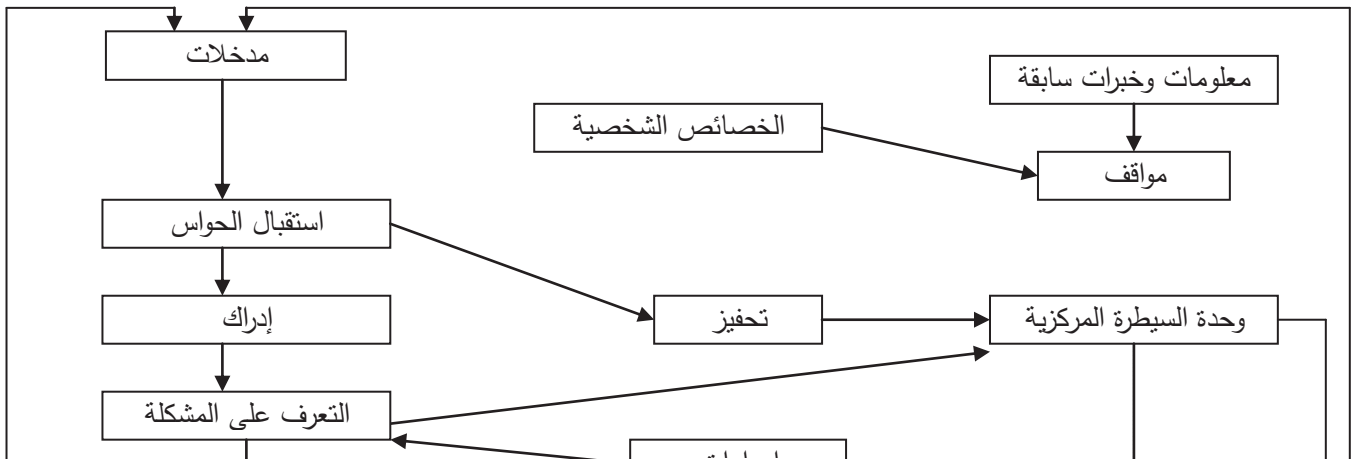 مدخلات
معلومات وخبرات سابقة
الخصائص الشخصية
مواقف
استقبال الحواس
إدراك
تحفيز
وحدة السيطرة المركزية
التعرف على المشكلة